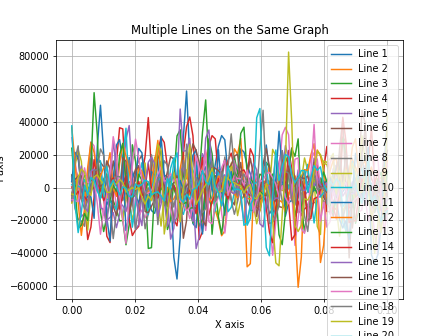 Multiple Lines on the Same Graph
80000
60000
40000
20000
0
−20000
−40000
−60000
0.00
0.02
0.04
0.06
X axis
axis
Line 1
Line 2
Line 3
Line 4
Line 5
Line 6
Line 7
Line 8
Line 9
Line 10
Line 11
Line 12
Line 13
Line 14
Line 15
Line 16
Line 17
Line 18
Line 19
Line 20